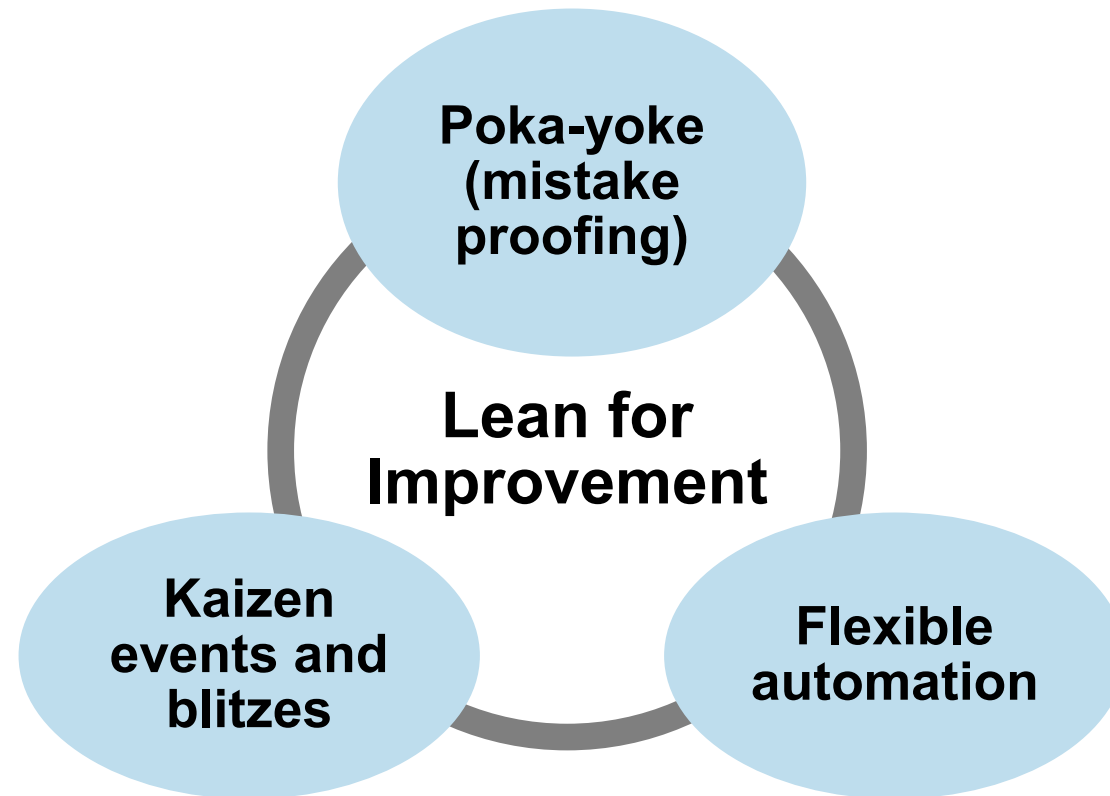 Poka-yoke
(mistake
proofing)
Lean for
Improvement
Kaizen
events and
blitzes
Flexible
automation